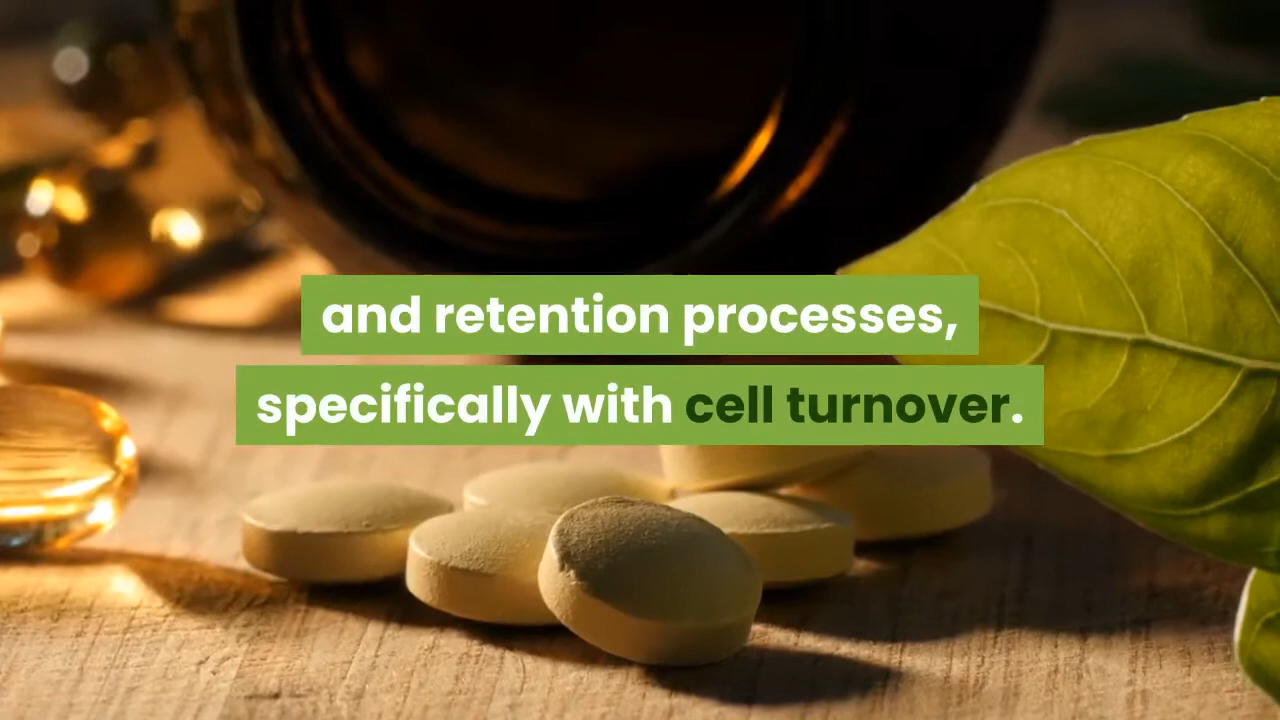 and retention processes,
specifically with cell turnover.